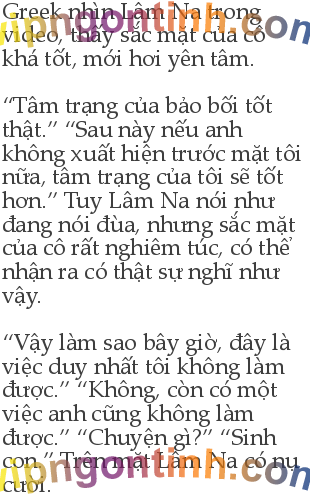 Greek nhìn Lâm Na trong
video, thấy sắc mặt của cô
khá tốt, mới hơi yên tâm.
“Tâm trạng của bảo bối tốt
thật.” “Sau này nếu anh
không xuất hiện trước mặt tôi
nữa, tâm trạng của tôi sẽ tốt
hơn.” Tuy Lâm Na nói như
đang nói đùa, nhưng sắc mặt
của cô rất nghiêm túc, có thể
nhận ra cô thật sự nghĩ như
vậy.
“Vậy làm sao bây giờ, đây là
việc duy nhất tôi không làm
được.” “Không, còn có một
việc anh cũng không làm
được.” “Chuyện gì?” “Sinh
con.” Trên mặt Lâm Na có nụ
cười.
vipngontinh.com
vipngontinh.com